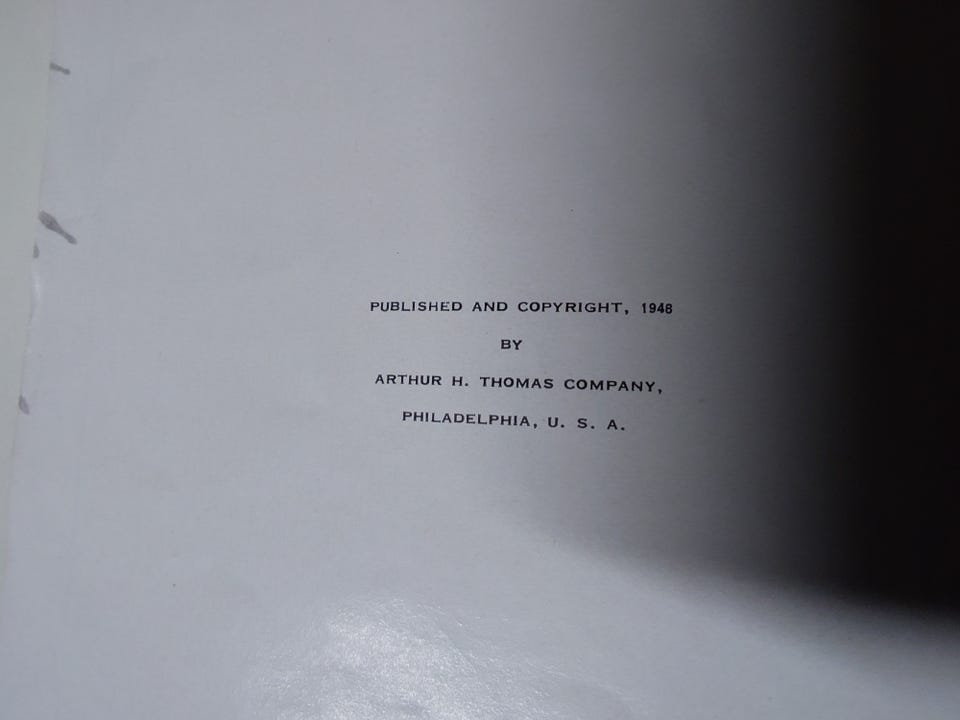 PUBLISHED AND COPYRIGHT, 1948
BY
ARTHUR H. THOMAS COMPANY,
PHILADELPHIA, U. S. A.